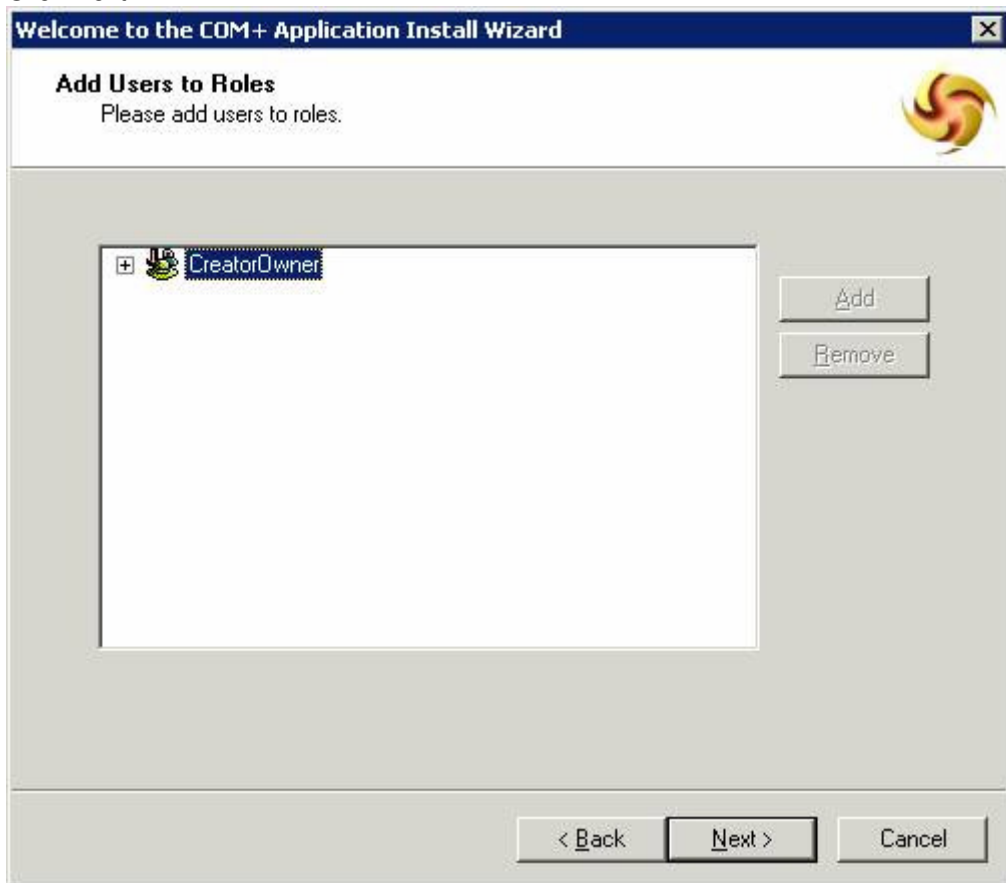 Welcome to the COM+ Application Install Wizard
Add Users to Roles
Please add users to roles.
CreatorOwner
Add
Remove
< Back
Next >
Cancel